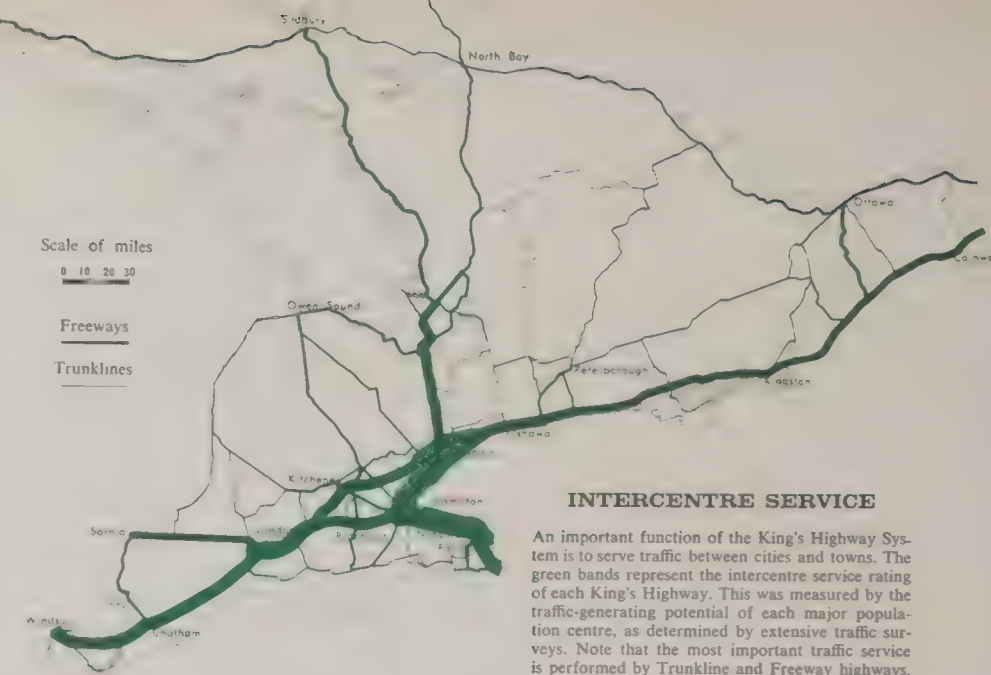 Sudbury
North Bay
Ottawa
Scale of miles
0 10 20 30
Owen Sound
Freeways
Trunklines
Peterborough
Kingston
Kitchene
Sarnia
INTERCENTRE SERVICE
An important function of the King's Highway Sys-
tem is to serve traffic between cities and towns. The
green bands represent the intercentre service rating
of each King's Highway. This was measured by the
traffic-generating potential of each major popula-
tion centre, as determined by extensive traffic sur-
veys. Note that the most important traffic service
is performed by Trunkline and Freeway highways.
Chatham